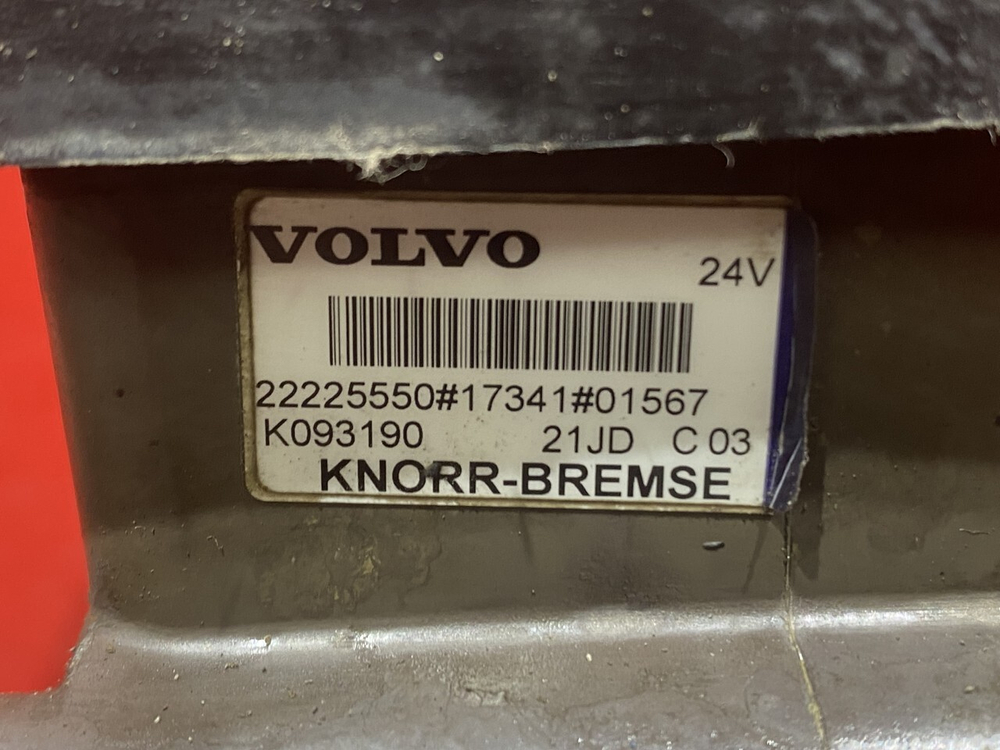 VOLVO
24V
22225550#17341#01567
K093190 21JD C 03
KNORR-BREMSE